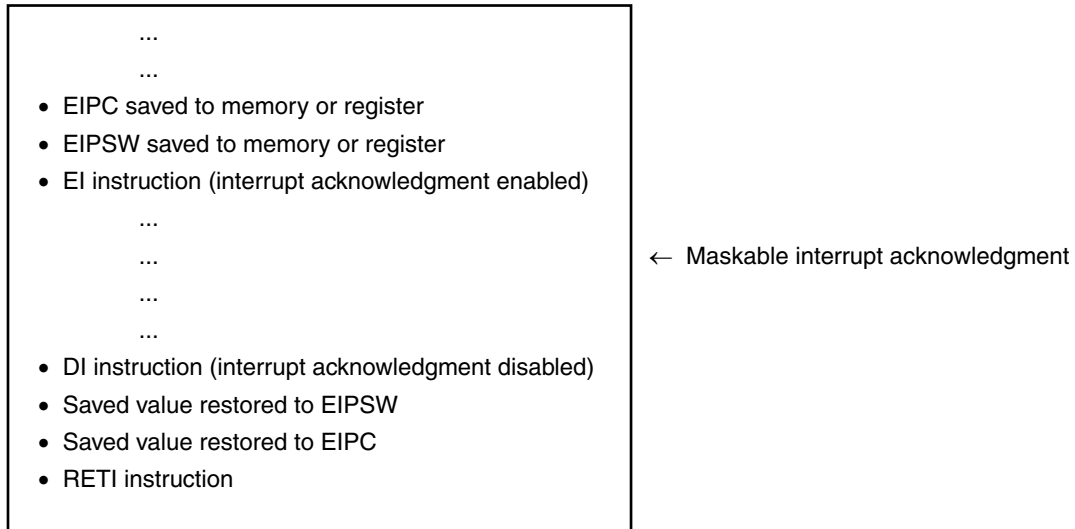 ...
...
• EIPC saved to memory or register
• EIPSW saved to memory or register
• EI instruction (interrupt acknowledgment enabled)
...
...
← Maskable interrupt acknowledgment
...
...
• DI instruction (interrupt acknowledgment disabled)
• Saved value restored to EIPSW
• Saved value restored to EIPC
• RETI instruction